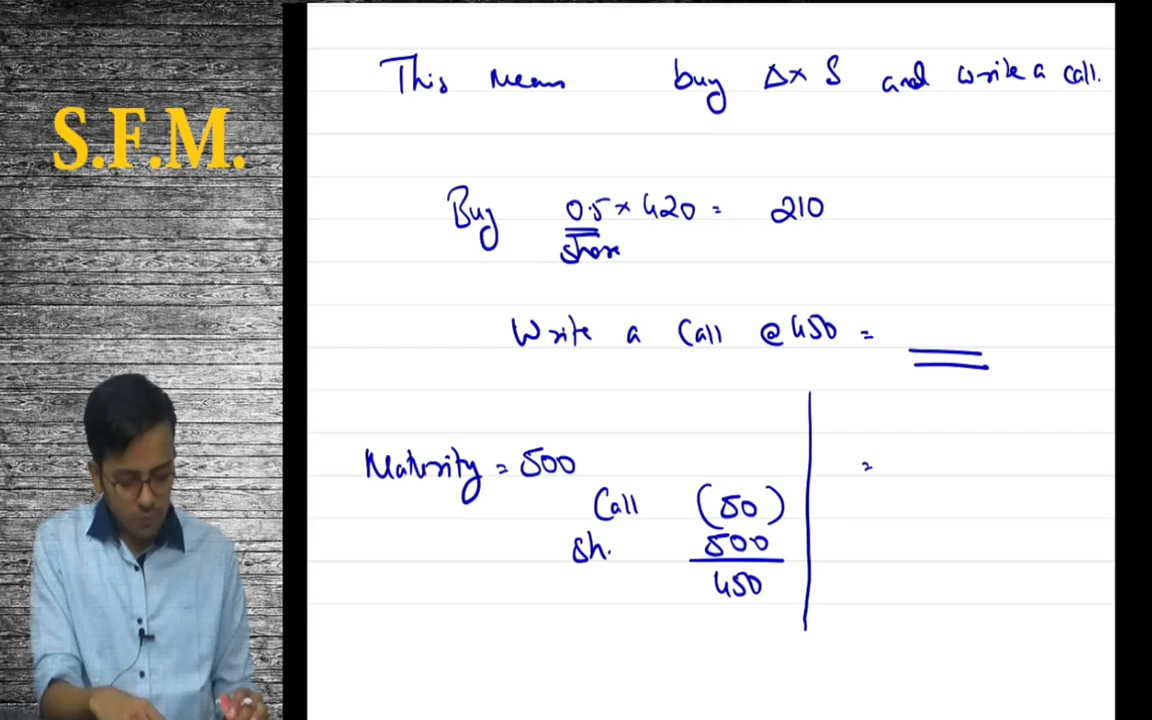 S.F.M.
This Means buy Δ× S and write a call.
Buy 0.5 × 420 = 210
share
Write a Call @ 450 =
Maturity = 500 =
Call (50)
Sh. 500
450